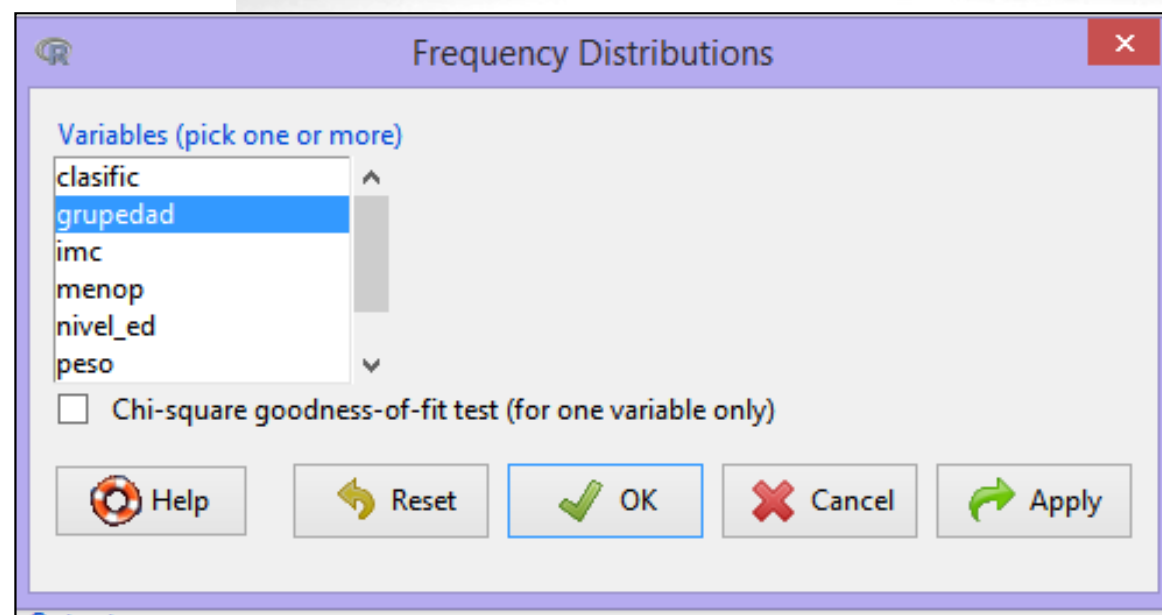 Frequency Distributions
Variables (pick one or more)
clasific
grupedad
imc
menop
nivel_ed
peso
Chi-square goodness-of-fit test (for one variable only)
Help Reset OK Cancel Apply